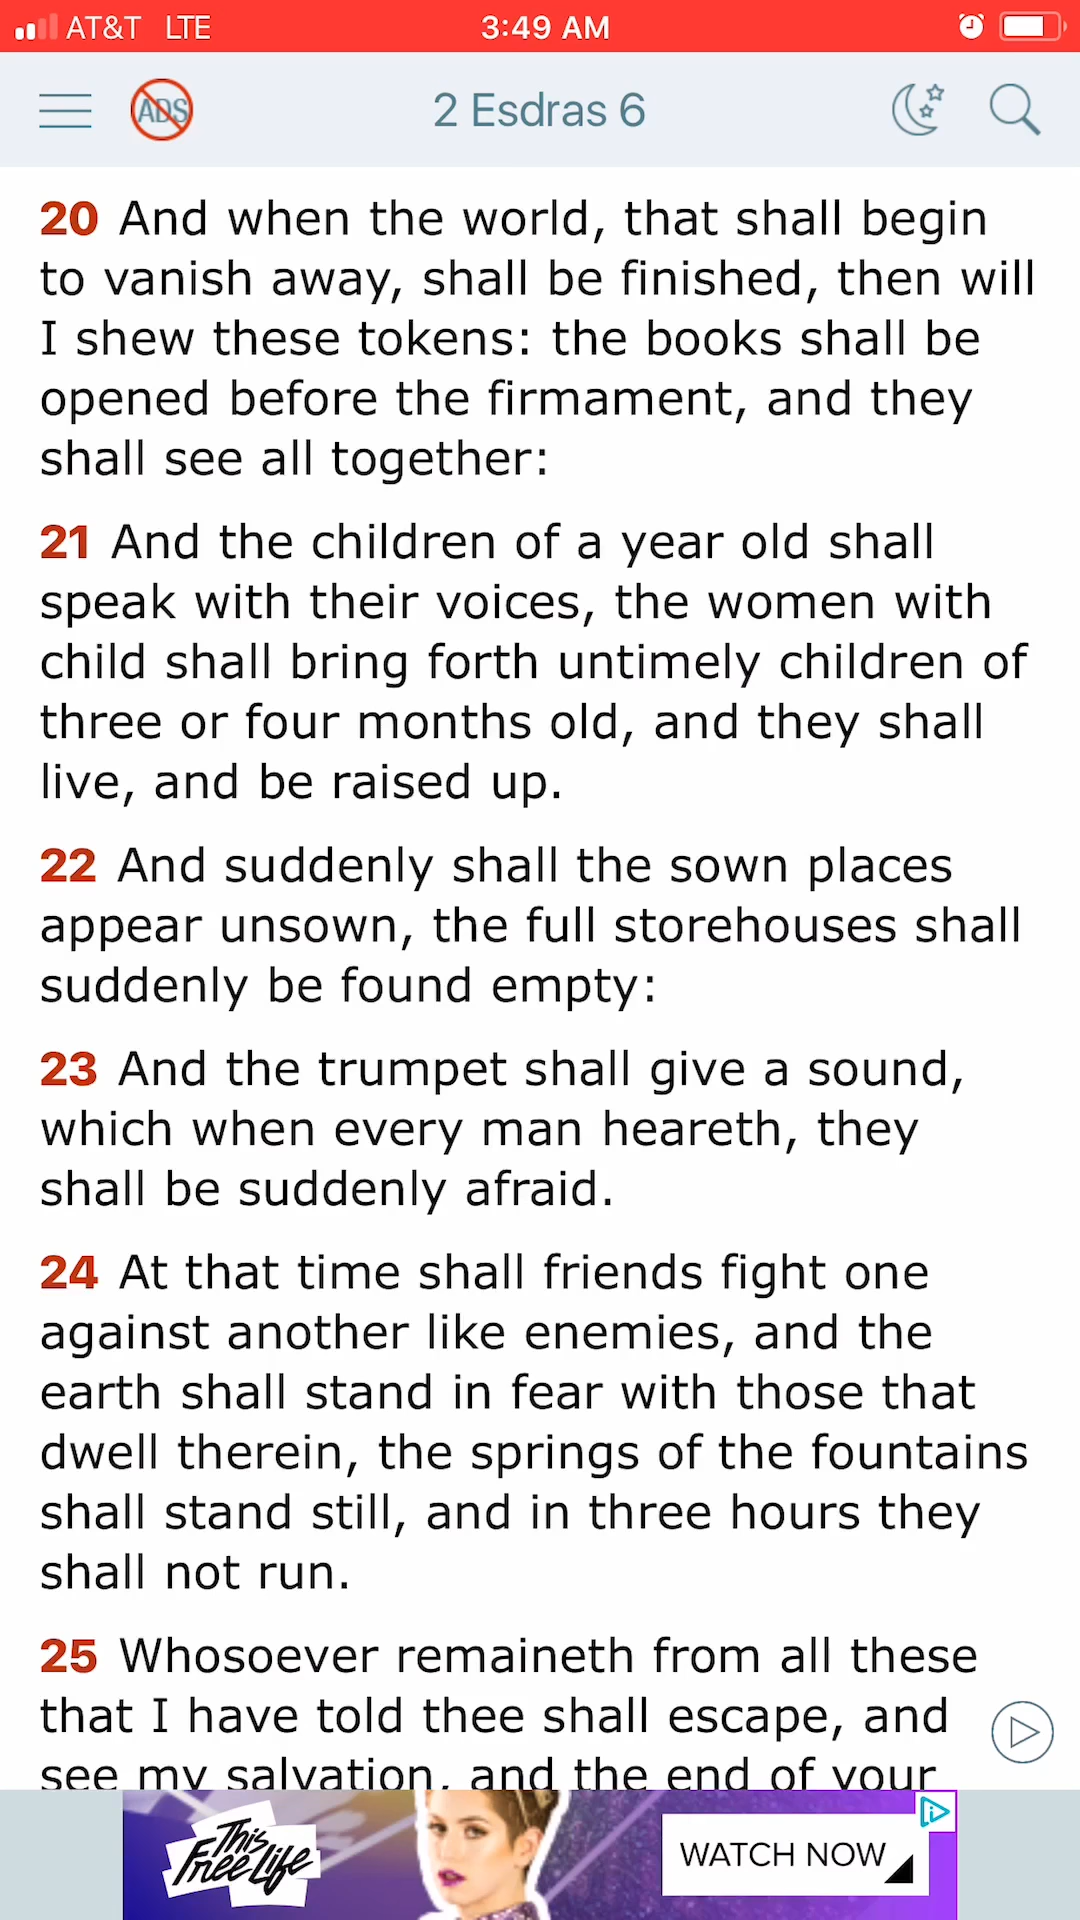 AT&T LTE 3:49 AM
ADS 2 Esdras 6
20 And when the world, that shall begin
to vanish away, shall be finished, then will
I shew these tokens: the books shall be
opened before the firmament, and they
shall see all together:
21 And the children of a year old shall
speak with their voices, the women with
child shall bring forth untimely children of
three or four months old, and they shall
live, and be raised up.
22 And suddenly shall the sown places
appear unsown, the full storehouses shall
suddenly be found empty:
23 And the trumpet shall give a sound,
which when every man heareth, they
shall be suddenly afraid.
24 At that time shall friends fight one
against another like enemies, and the
earth shall stand in fear with those that
dwell therein, the springs of the fountains
shall stand still, and in three hours they
shall not run.
25 Whosoever remaineth from all these
that I have told thee shall escape, and
see my salvation, and the end of your
This
Free Life
WATCH NOW